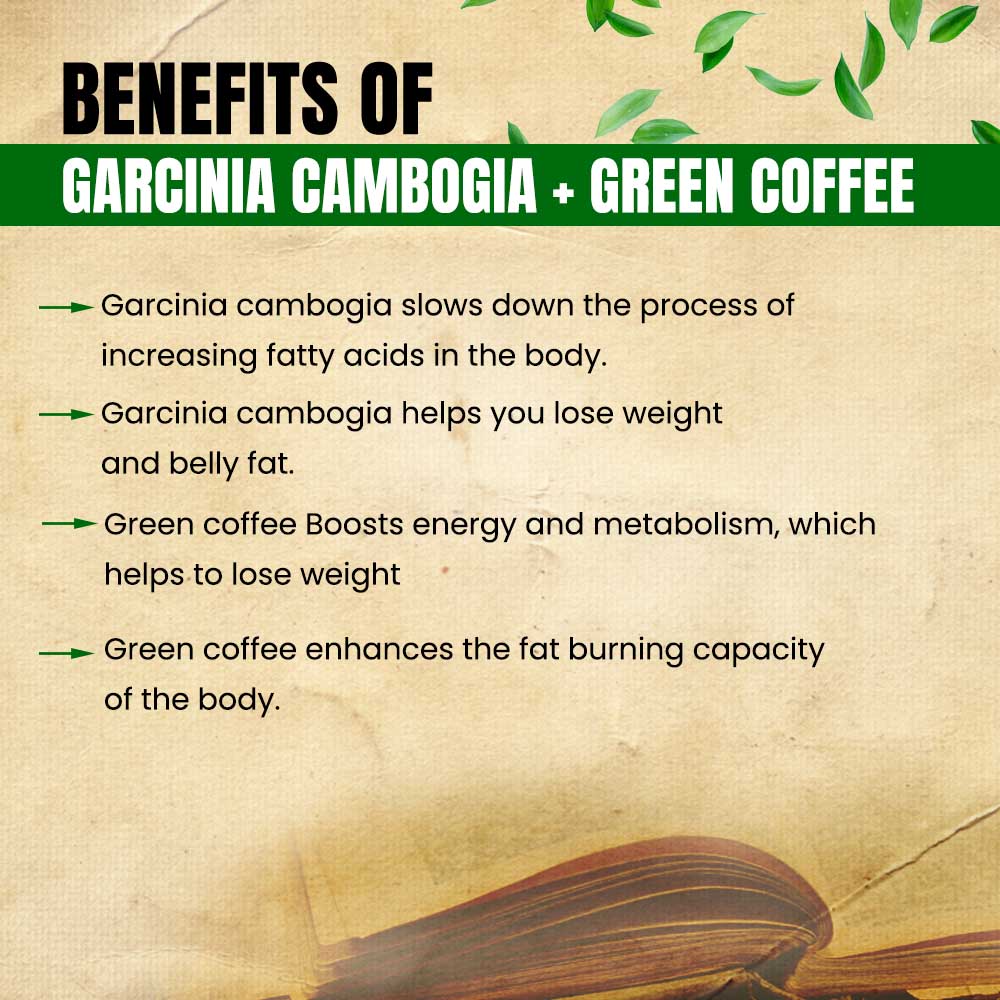 BENEFITS OF
GARCINIA CAMBOGIA + GREEN COFFEE
Garcinia cambogia slows down the process of
increasing fatty acids in the body.
Garcinia cambogia helps you lose weight
and belly fat.
Green coffee Boosts energy and metabolism, which
helps to lose weight
Green coffee enhances the fat burning capacity
of the body.